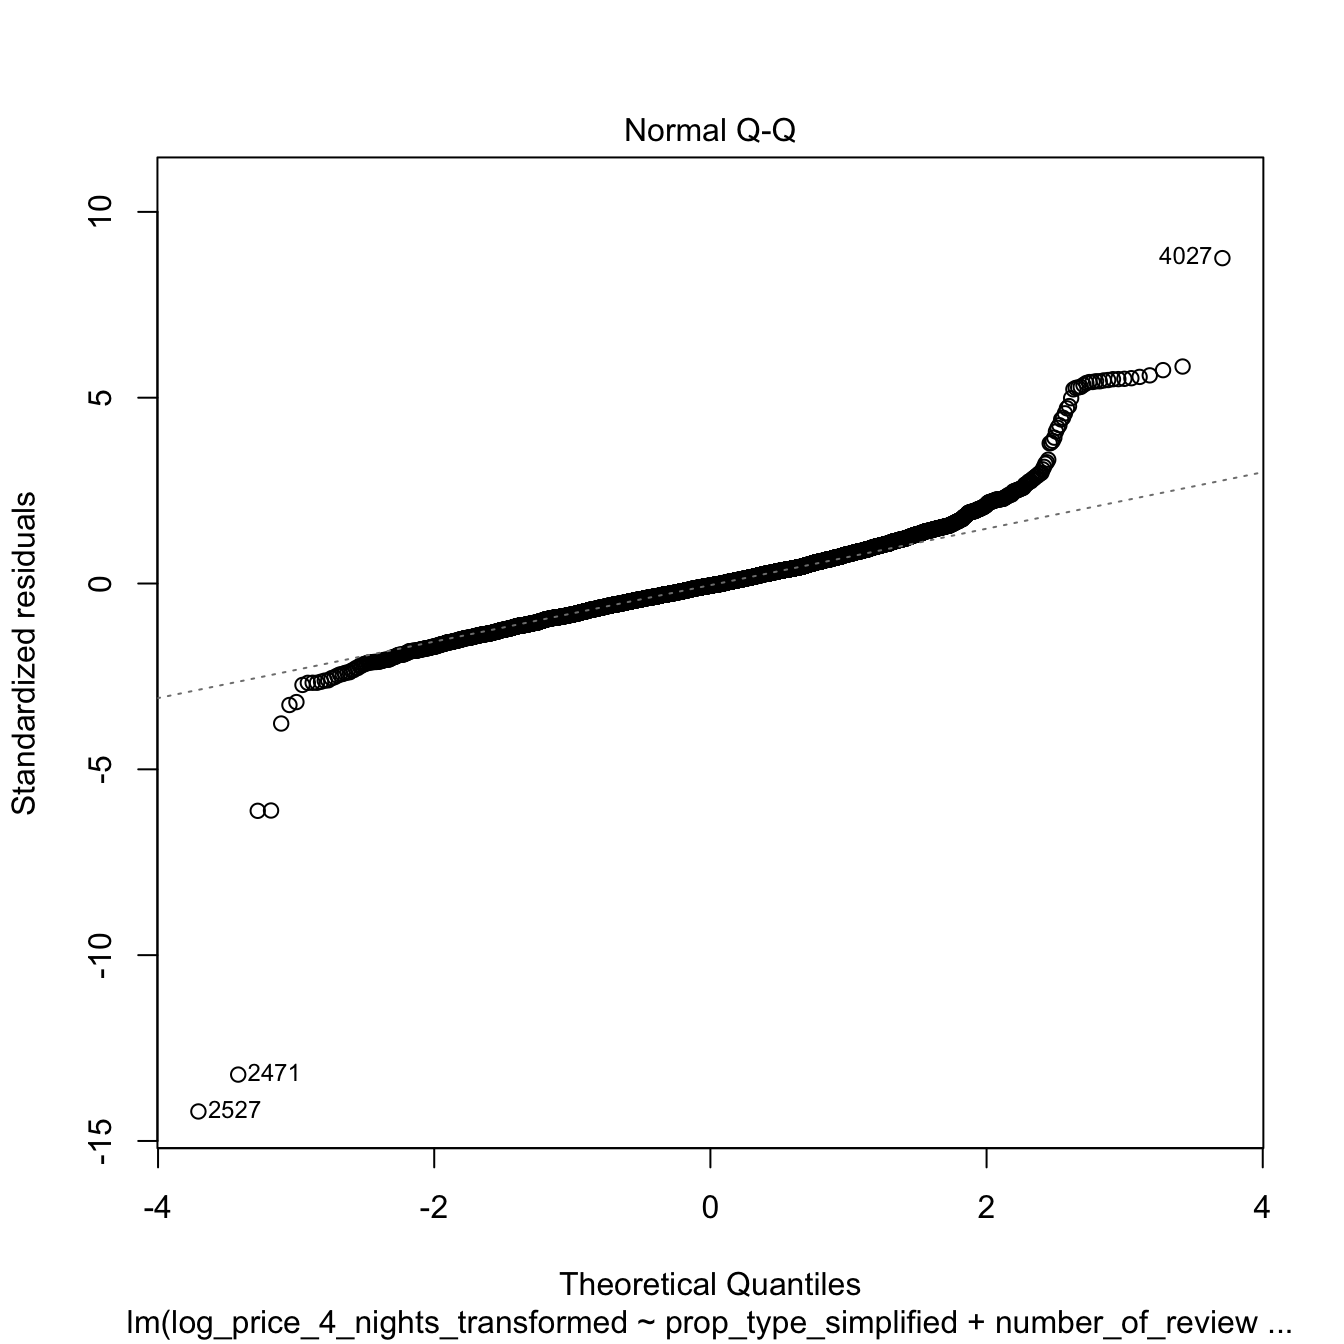 Normal Q-Q
10
5
0
-5
-10
-15
Standardized residuals
4027
2471
2527
-4 -2 0 2 4
Theoretical Quantiles
lm(log_price_4_nights_transformed ~ prop_type_simplified + number_of_review ...